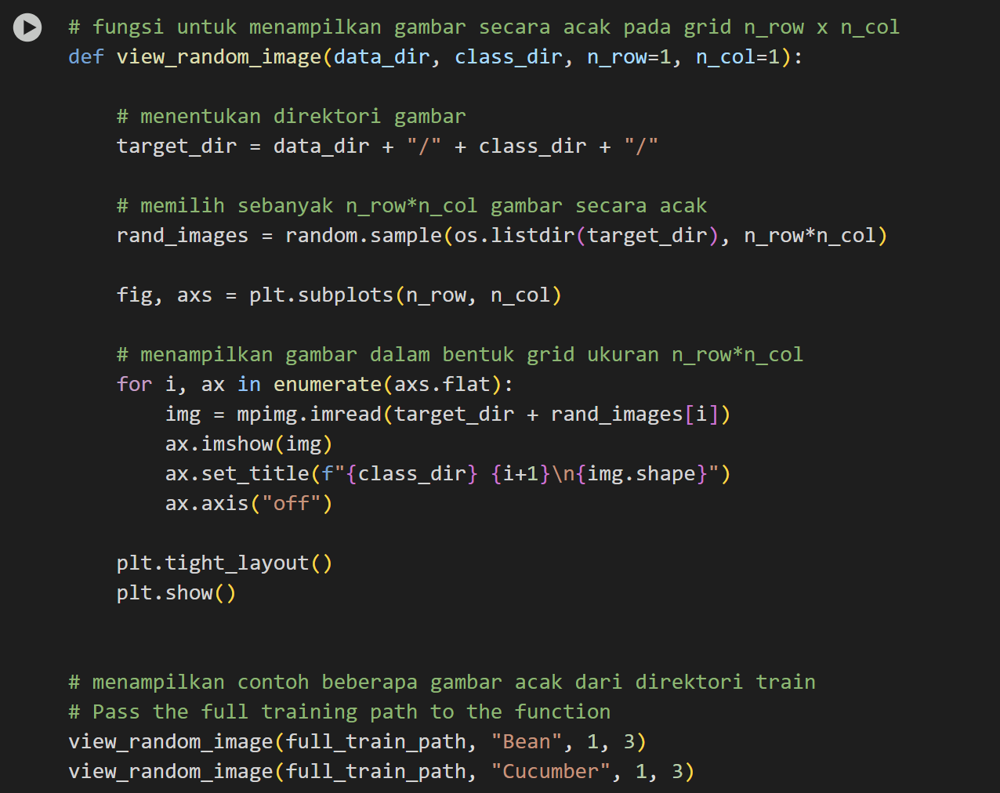 # fungsi untuk menampilkan gambar secara acak pada grid n_row x n_col
def view_random_image(data_dir, class_dir, n_row=1, n_col=1):

    # menentukan direktori gambar
    target_dir = data_dir + "/" + class_dir + "/"

    # memilih sebanyak n_row*n_col gambar secara acak
    rand_images = random.sample(os.listdir(target_dir), n_row*n_col)

    fig, axs = plt.subplots(n_row, n_col)

    # menampilkan gambar dalam bentuk grid ukuran n_row*n_col
    for i, ax in enumerate(axs.flat):
        img = mpimg.imread(target_dir + rand_images[i])
        ax.imshow(img)
        ax.set_title(f"{class_dir} {i+1}\n{img.shape}")
        ax.axis("off")

    plt.tight_layout()
    plt.show()


# menampilkan contoh beberapa gambar acak dari direktori train
# Pass the full training path to the function
view_random_image(full_train_path, "Bean", 1, 3)
view_random_image(full_train_path, "Cucumber", 1, 3)